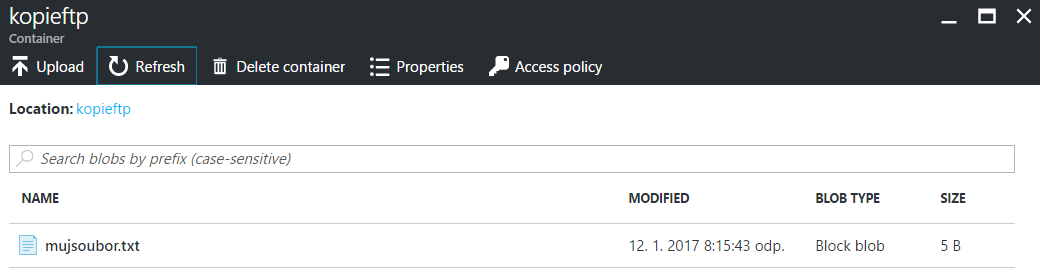 kopieftp
Container
Upload Refresh Delete container Properties Access policy
Location: kopieftp
Search blobs by prefix (case-sensitive)
NAME MODIFIED BLOB TYPE SIZE
mujsoubor.txt 12. 1. 2017 8:15:43 odp. Block blob 5 B